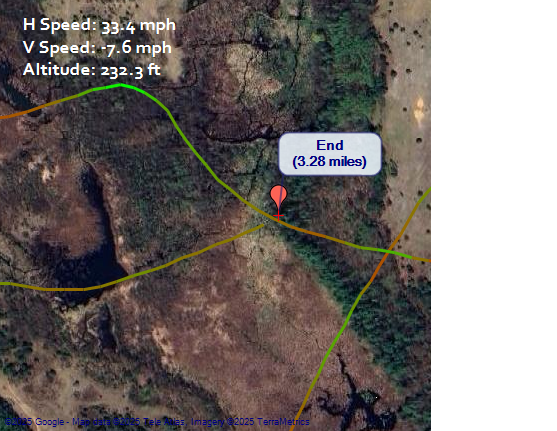 H Speed: 33.4 mph
V Speed: -7.6 mph
Altitude: 232.3 ft
End
(3.28 miles)
©2025 Google - Map data ©2025 Tele Atlas, Imagery ©2025 TerraMetrics